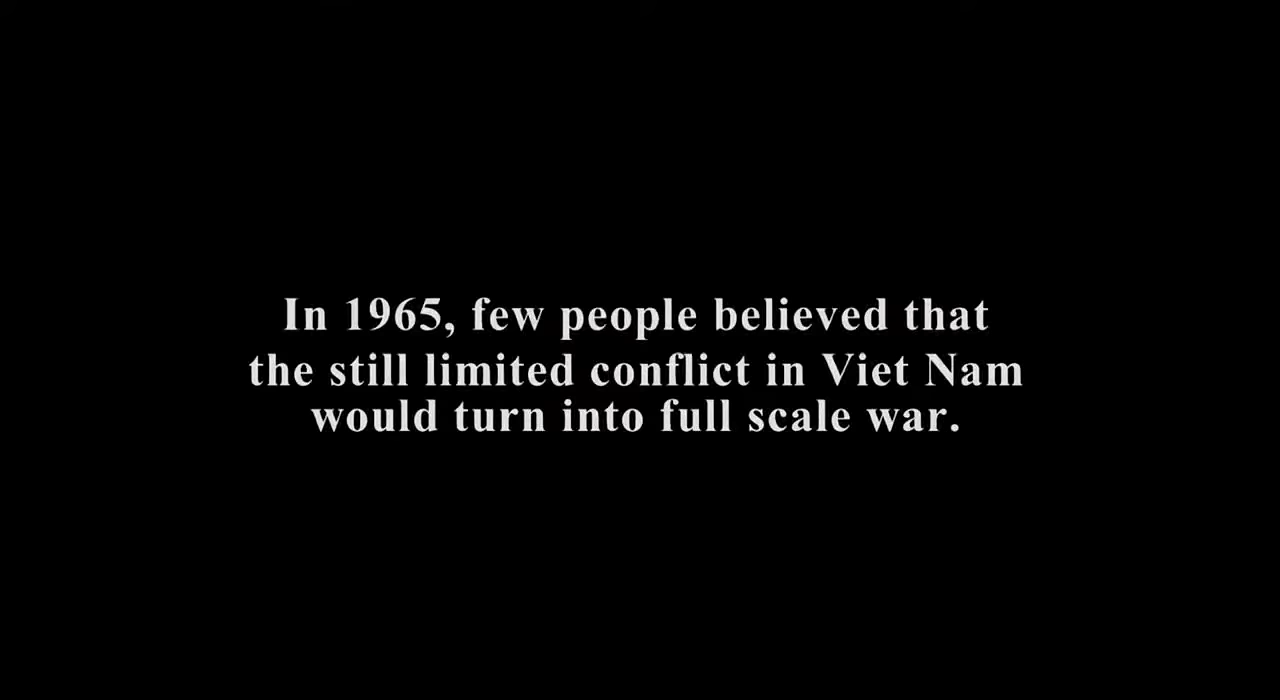 In 1965, few people believed that
the still limited conflict in Viet Nam
would turn into full scale war.